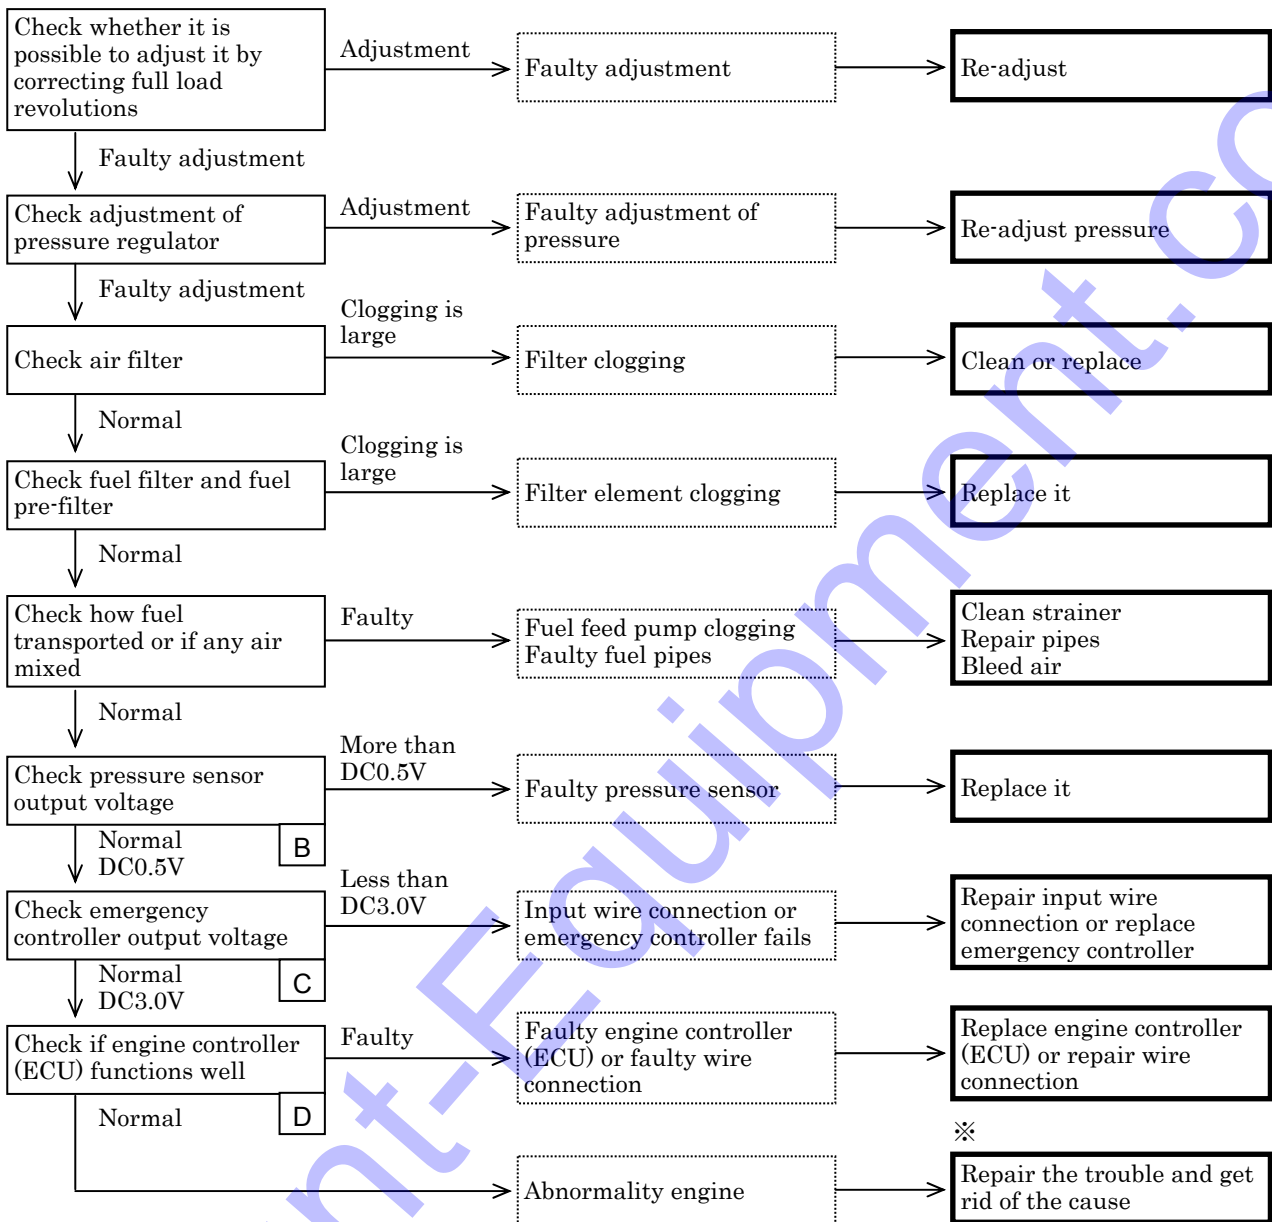 Check whether it is
possible to adjust it by
correcting full load
revolutions
Adjustment
Faulty adjustment
Re-adjust
Faulty adjustment
Check adjustment of
pressure regulator
Adjustment
Faulty adjustment of
pressure
Re-adjust pressure
Faulty adjustment
Check air filter
Clogging is
large
Filter clogging
Clean or replace
Normal
Check fuel filter and fuel
pre-filter
Clogging is
large
Filter element clogging
Replace it
Normal
Check how fuel
transported or if any air
mixed
Faulty
Fuel feed pump clogging
Faulty fuel pipes
Clean strainer
Repair pipes
Bleed air
Normal
Check pressure sensor
output voltage
B
More than
DC0.5V
Faulty pressure sensor
Replace it
Normal
DC0.5V
Check emergency
controller output voltage
C
Less than
DC3.0V
Input wire connection or
emergency controller fails
Repair input wire
connection or replace
emergency controller
Normal
DC3.0V
Check if engine controller
(ECU) functions well
D
Faulty
Faulty engine controller
(ECU) or faulty wire
connection
Replace engine controller
(ECU) or repair wire
connection
Normal
※
Abnormality engine
Repair the trouble and get
rid of the cause
nt-Equipment.co